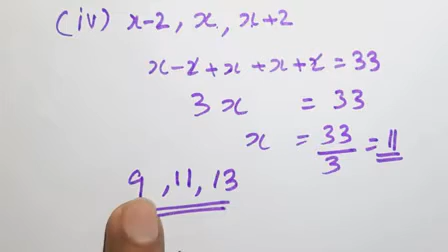 (iv) x-2, x, x+2
x-2+x+x+2=33
3x = 33
x = 33/3 = 11
9, 11, 13